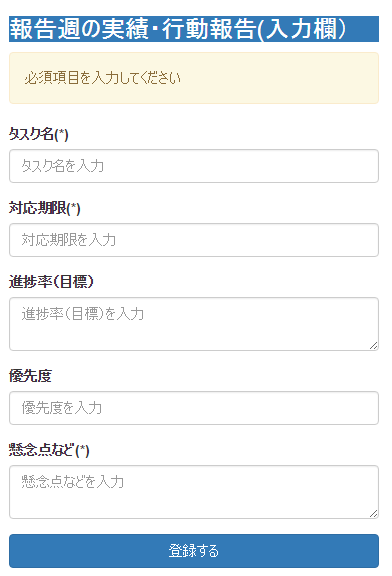 報告週の実績・行動報告(入力欄）
必須項目を入力してください
タスク名(*)
タスク名を入力
対応期限(*)
対応期限を入力
進捗率（目標）
進捗率（目標）を入力
優先度
優先度を入力
懸念点など(*)
懸念点などを入力
登録する